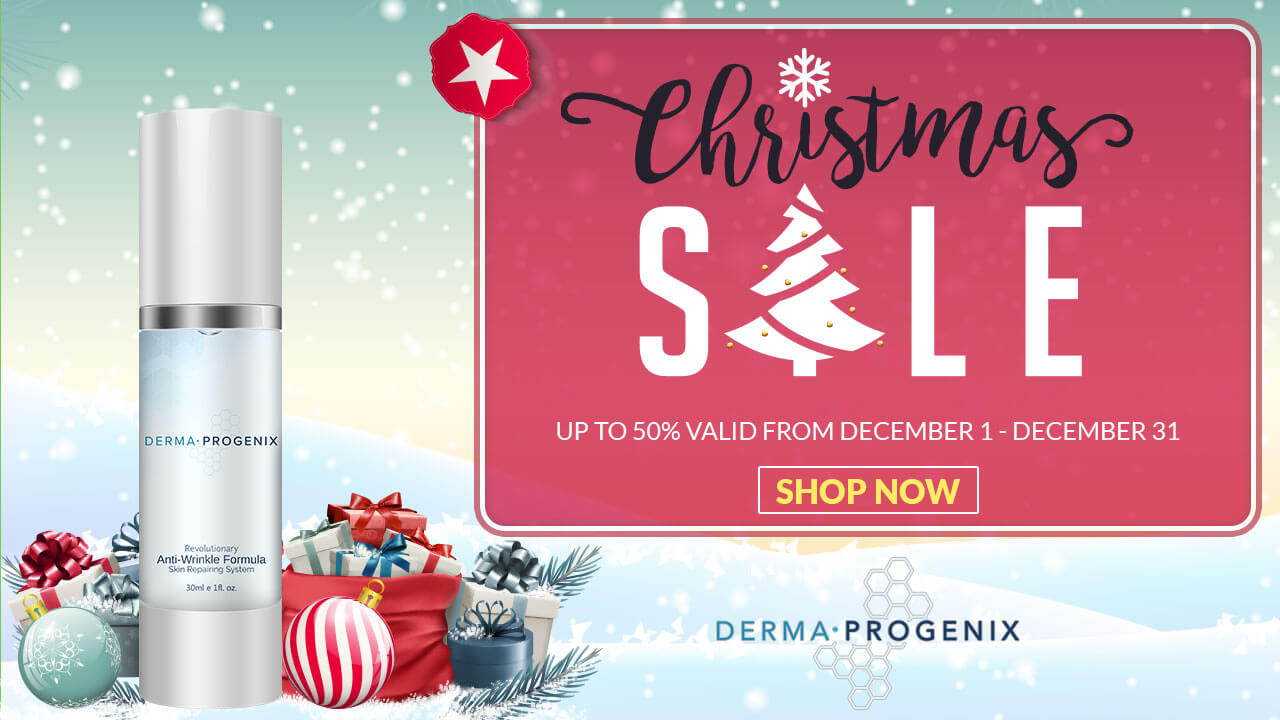 Christmas
SALE
UP TO 50% VALID FROM DECEMBER 1 - DECEMBER 31
SHOP NOW
DERMA·PROGENIX
Revolutionary
Anti-Wrinkle Formula
Skin Repairing System
30ml e 1fl. oz.
DERMA·PROGENIX